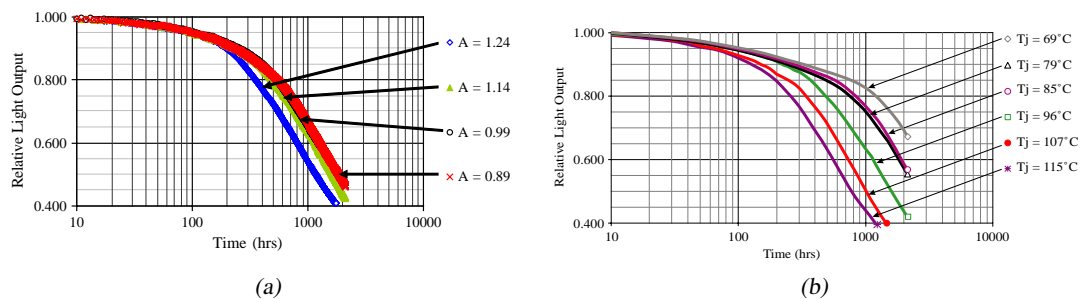 1.000
0.800
0.600
0.400
Relative Light Output
10
100
1000
10000
Time (hrs)
A = 1.24
A = 1.14
A = 0.99
A = 0.89
(a)
1.000
0.800
0.600
0.400
Relative Light Output
10
100
1000
10000
Time (hrs)
Tj = 69˚C
Tj = 79˚C
Tj = 85˚C
Tj = 96˚C
Tj = 107˚C
Tj = 115˚C
(b)